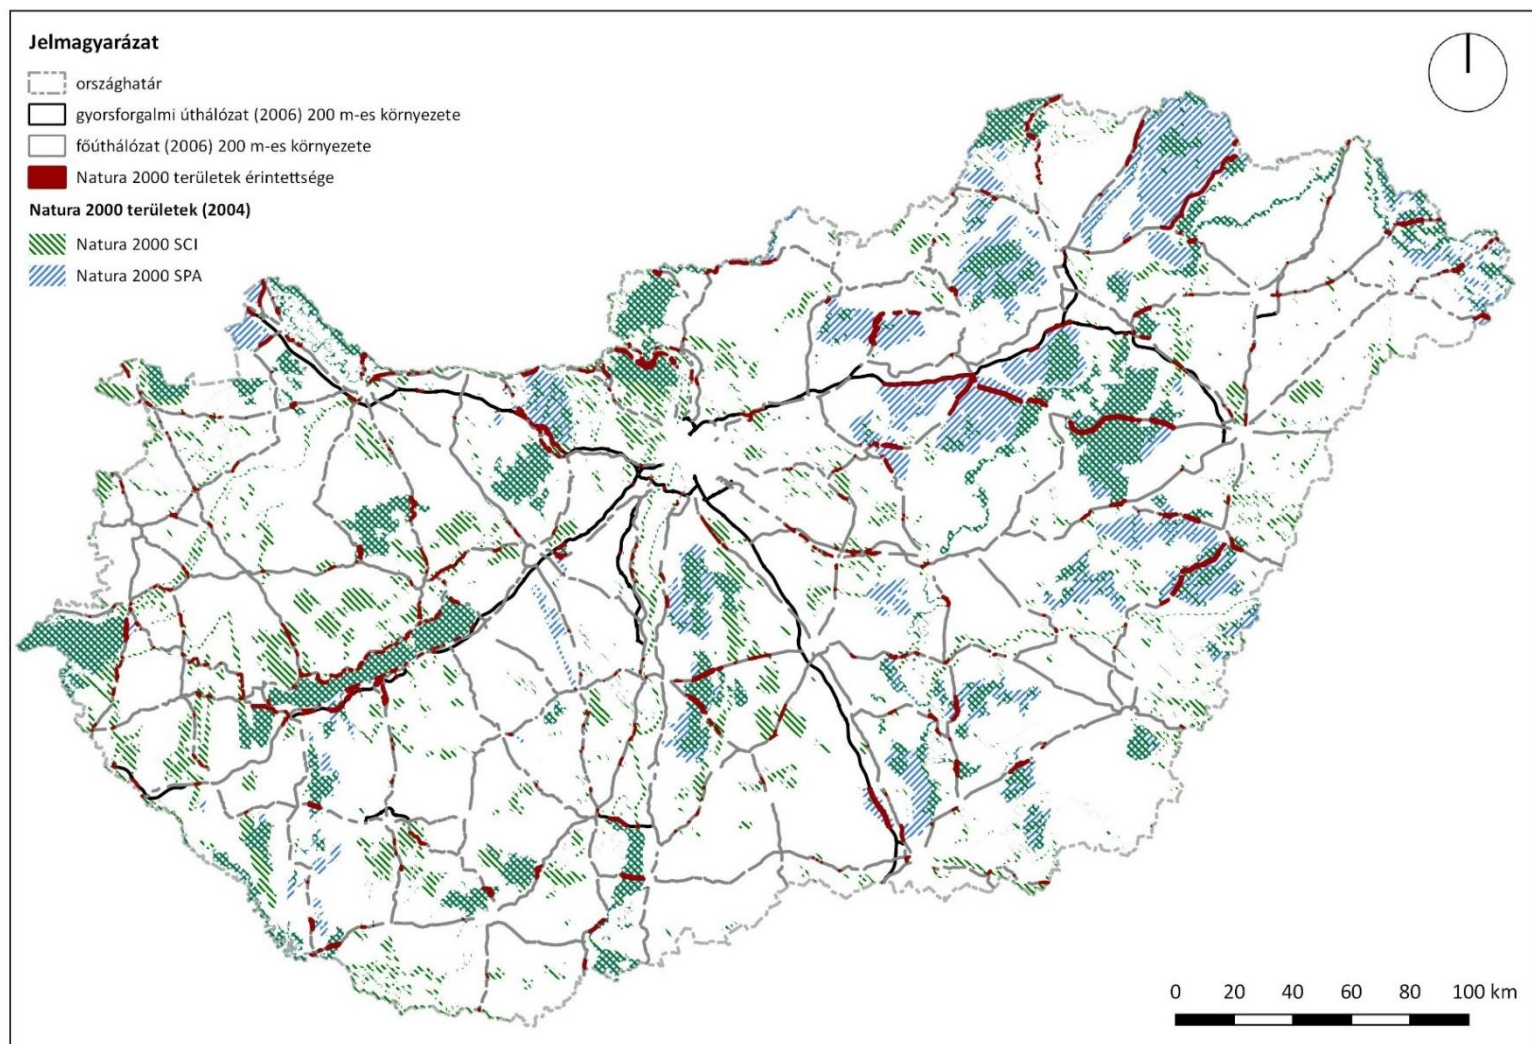 Jelmagyarázat
országhatár
gyorsforgalmi úthálózat (2006) 200 m-es környezete
főúthálózat (2006) 200 m-es környezete
Natura 2000 területek érintettsége
Natura 2000 területek (2004)
Natura 2000 SCI
Natura 2000 SPA
0 20 40 60 80 100 km